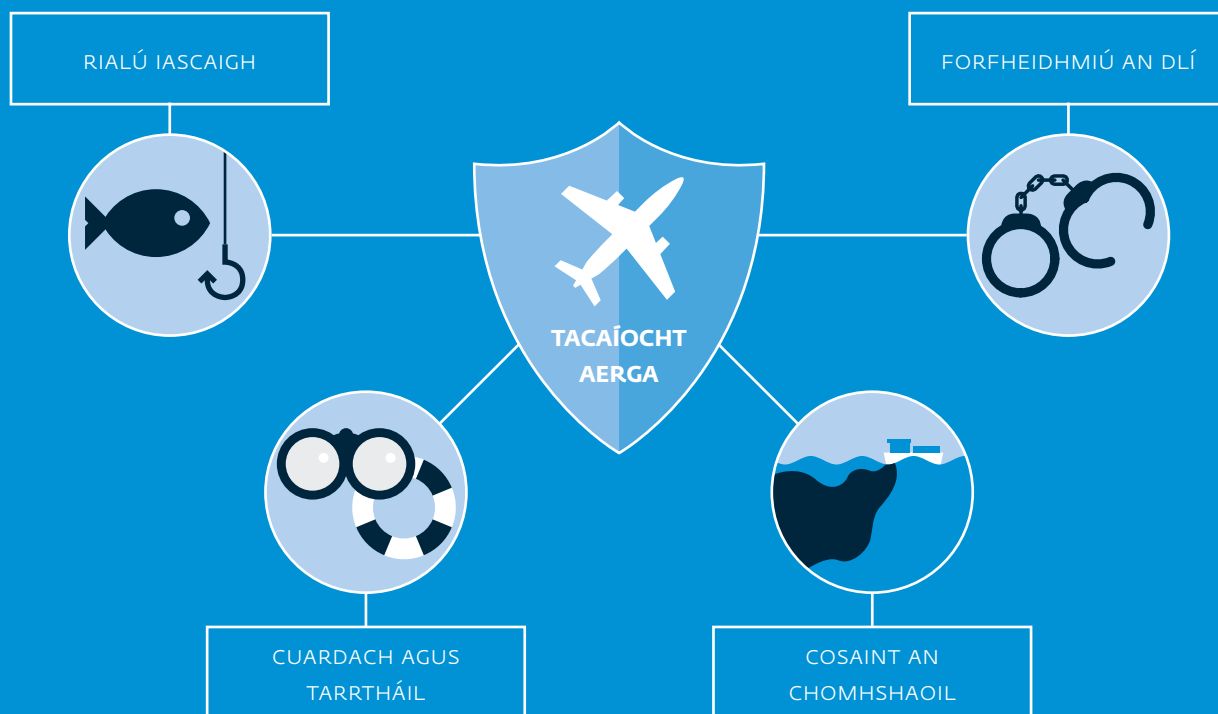 RIALÚ IASCAIGH
FORFHEIDHMIÚ AN DLÍ
TACAÍOCHT
AERGA
CUARDACH AGUS
TARRTHÁIL
COSAINT AN
CHOMHSHAOIL